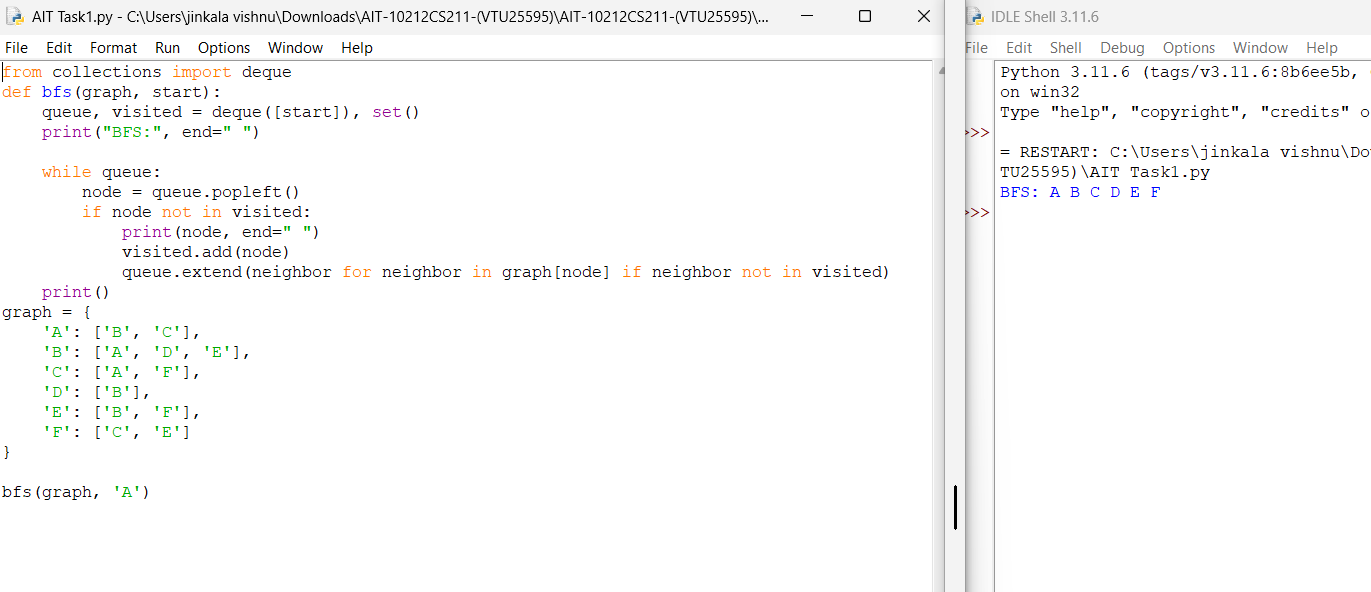 AIT Task1.py - C:\Users\jinkala vishnu\Downloads\AIT-10212CS211-(VTU25595)\AIT-10212CS211-(VTU25595)\...
File Edit Format Run Options Window Help
from collections import deque
def bfs(graph, start):
    queue, visited = deque([start]), set()
    print("BFS:", end=" ")
    while queue:
        node = queue.popleft()
        if node not in visited:
            print(node, end=" ")
            visited.add(node)
            queue.extend(neighbor for neighbor in graph[node] if neighbor not in visited)
    print()
graph = {
    'A': ['B', 'C'],
    'B': ['A', 'D', 'E'],
    'C': ['A', 'F'],
    'D': ['B'],
    'E': ['B', 'F'],
    'F': ['C', 'E']
}
bfs(graph, 'A')
IDLE Shell 3.11.6
File Edit Shell Debug Options Window Help
Python 3.11.6 (tags/v3.11.6:8b6ee5b,
on win32
Type "help", "copyright", "credits" o
>>>
= RESTART: C:\Users\jinkala vishnu\Do
TU25595)\AIT Task1.py
BFS: A B C D E F
>>>